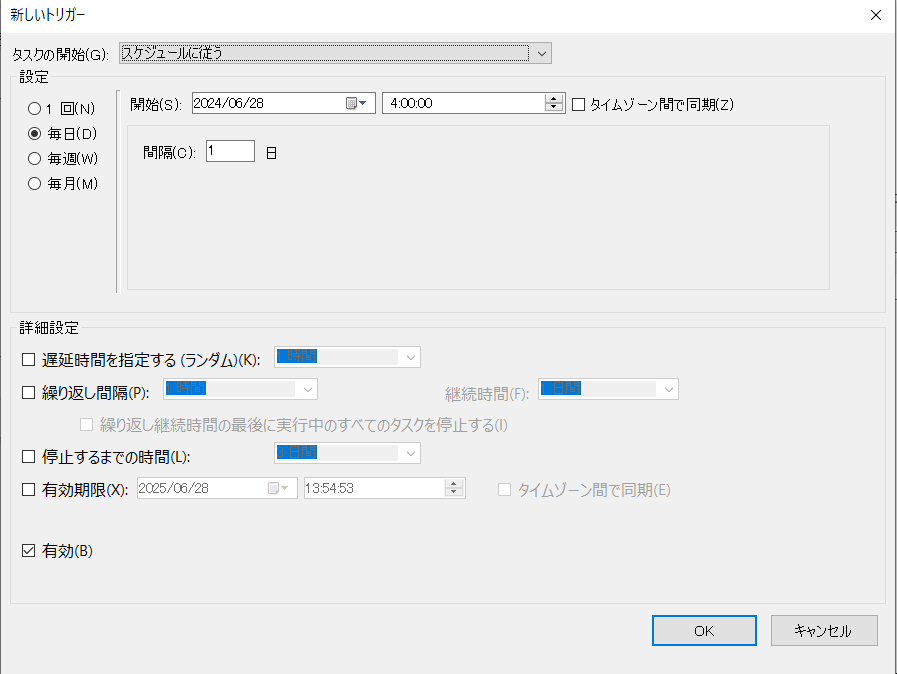 新しいトリガー
タスクの開始(G): スケジュールに従う
設定
1 回(N)
毎日(D)
毎週(W)
毎月(M)
開始(S): 2024/06/28 4:00:00 タイムゾーン間で同期(Z)
間隔(C): 1 日
詳細設定
遅延時間を指定する (ランダム)(K): 1 時間
繰り返し間隔(P): 1 時間 継続時間(F): 1 日間
繰り返し継続時間の最後に実行中のすべてのタスクを停止する(I)
停止するまでの時間(L): 3 日間
有効期限(X): 2025/06/28 13:54:53 タイムゾーン間で同期(E)
有効(B)
OK キャンセル